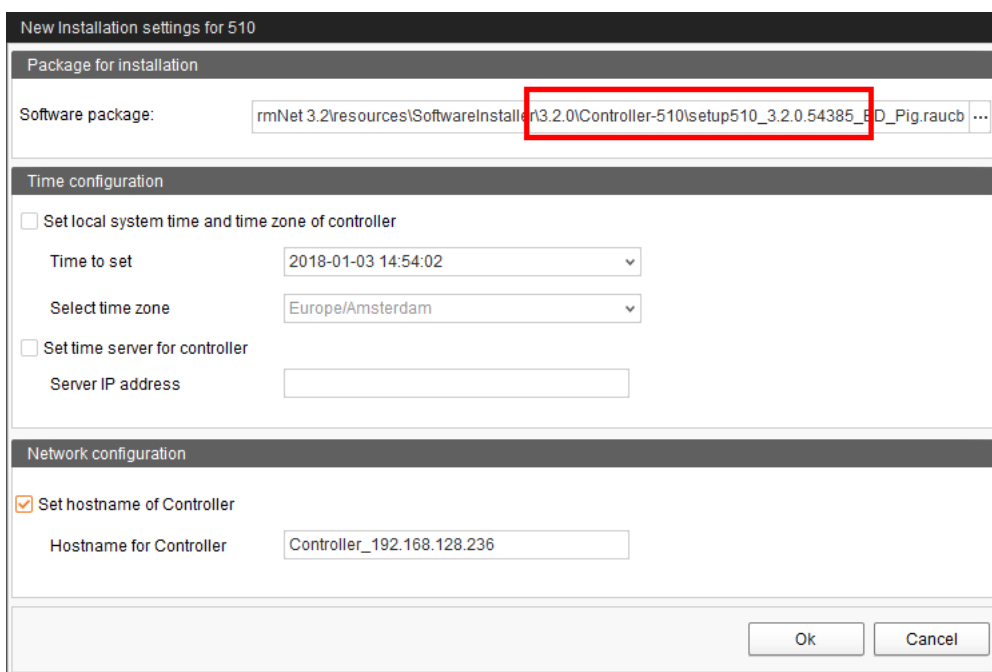 New Installation settings for 510
Package for installation
Software package: rmNet 3.2\resources\SoftwareInstaller\3.2.0\Controller-510\setup510_3.2.0.54385_BD_Pig.raucb ...
Time configuration
Set local system time and time zone of controller
Time to set 2018-01-03 14:54:02
Select time zone Europe/Amsterdam
Set time server for controller
Server IP address
Network configuration
Set hostname of Controller
Hostname for Controller Controller_192.168.128.236
Ok Cancel